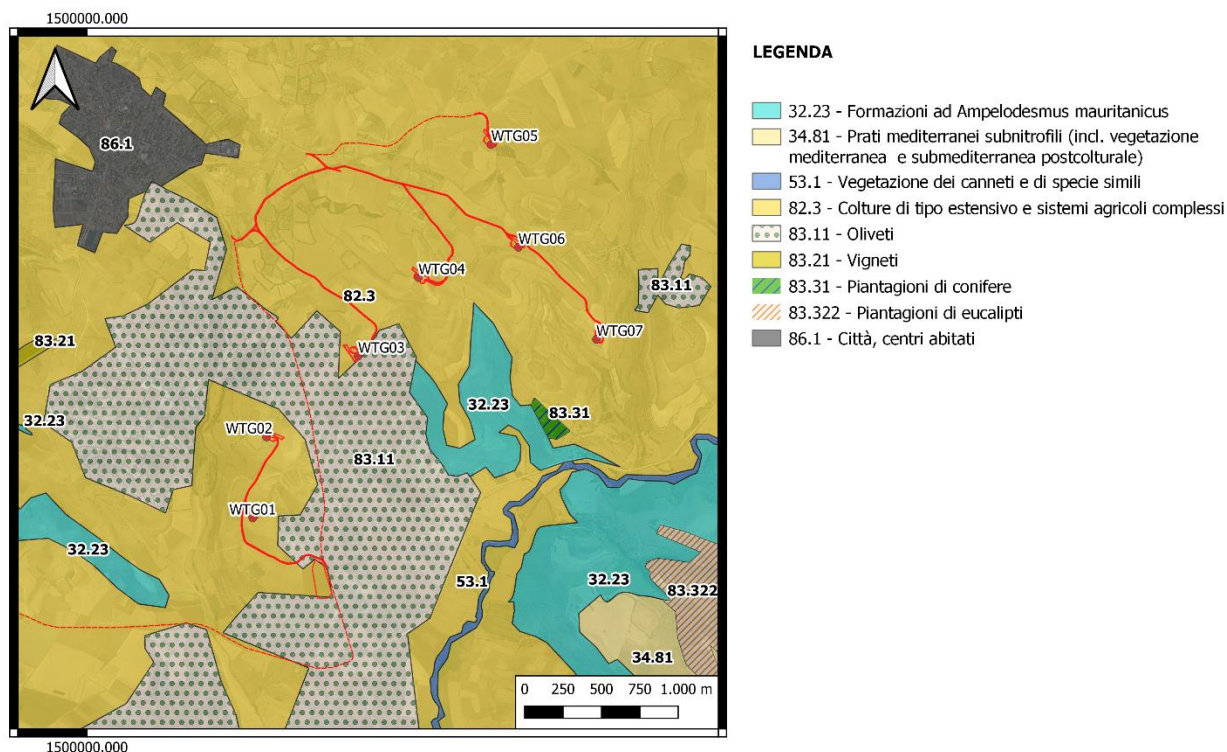 1500000.000
LEGENDA
32.23 - Formazioni ad Ampelodesmus mauritanicus
34.81 - Prati mediterranei subnitrofili (incl. vegetazione
mediterranea e submediterranea postcolturale)
53.1 - Vegetazione dei canneti e di specie simili
82.3 - Colture di tipo estensivo e sistemi agricoli complessi
83.11 - Oliveti
83.21 - Vigneti
83.31 - Piantagioni di conifere
83.322 - Piantagioni di eucalipti
86.1 - Città, centri abitati
86.1
WTG05
WTG06
WTG04
83.11
82.3
WTG07
83.21
WTG03
32.23
32.23
83.31
WTG02
83.11
WTG01
32.23
53.1
32.23
83.322
34.81
0 250 500 750 1.000 m
1500000.000